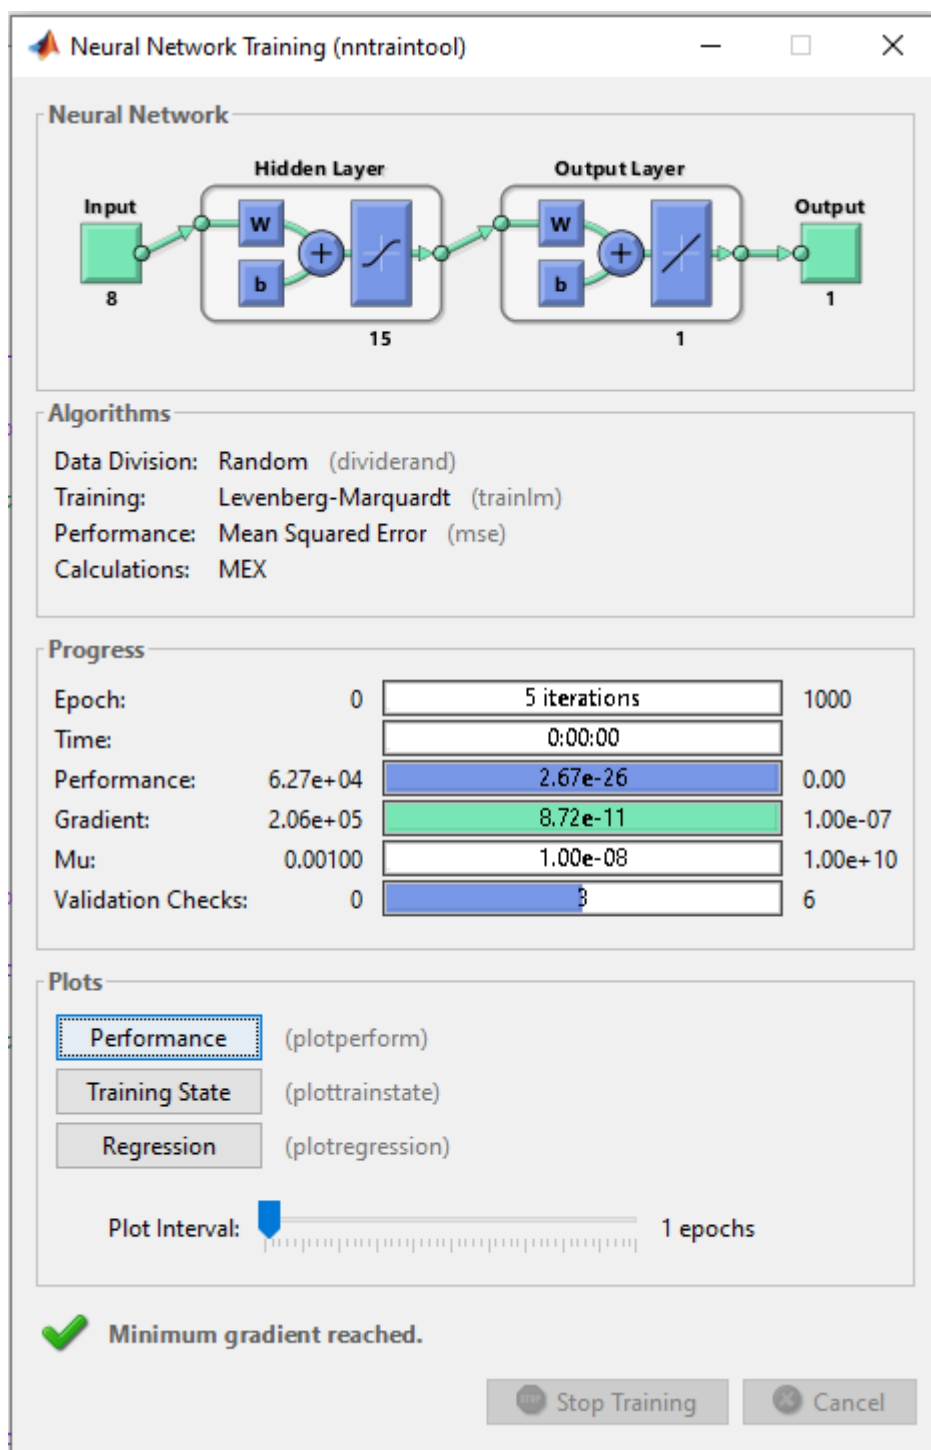 Neural Network Training (nntraintool)
Neural Network
Hidden Layer
Output Layer
Input
Output
W
b
W
b
8
15
1
1
Algorithms
Data Division: Random (dividerand)
Training: Levenberg-Marquardt (trainlm)
Performance: Mean Squared Error (mse)
Calculations: MEX
Progress
Epoch: 0 5 iterations 1000
Time: 0:00:00
Performance: 6.27e+04 2.67e-26 0.00
Gradient: 2.06e+05 8.72e-11 1.00e-07
Mu: 0.00100 1.00e-08 1.00e+10
Validation Checks: 0 3 6
Plots
Performance (plotperform)
Training State (plottrainstate)
Regression (plotregression)
Plot Interval: 1 epochs
Minimum gradient reached.
STOP Stop Training Cancel